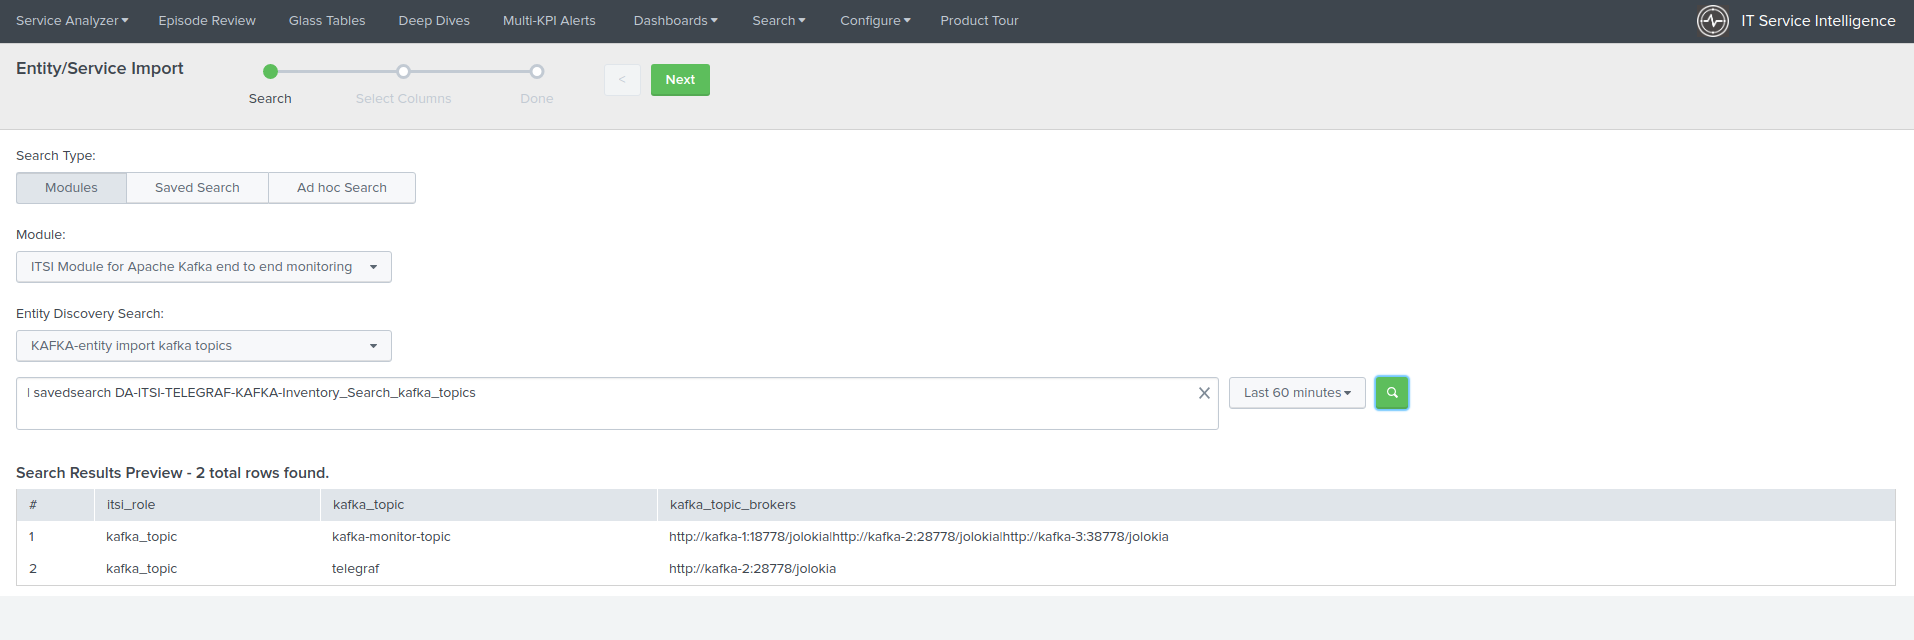 Service Analyzer Episode Review Glass Tables Deep Dives Multi-KPI Alerts Dashboards Search Configure Product Tour IT Service Intelligence
Entity/Service Import
Search Select Columns Done
< Next
Search Type:
Modules Saved Search Ad hoc Search
Module:
ITSI Module for Apache Kafka end to end monitoring
Entity Discovery Search:
KAFKA-entity import kafka topics
| savedsearch DA-ITSI-TELEGRAF-KAFKA-Inventory_Search_kafka_topics
Last 60 minutes
Search Results Preview - 2 total rows found.
# itsi_role kafka_topic kafka_topic_brokers
1 kafka_topic kafka-monitor-topic http://kafka-1:18778/jolokia|http://kafka-2:28778/jolokia|http://kafka-3:38778/jolokia
2 kafka_topic telegraf http://kafka-2:28778/jolokia